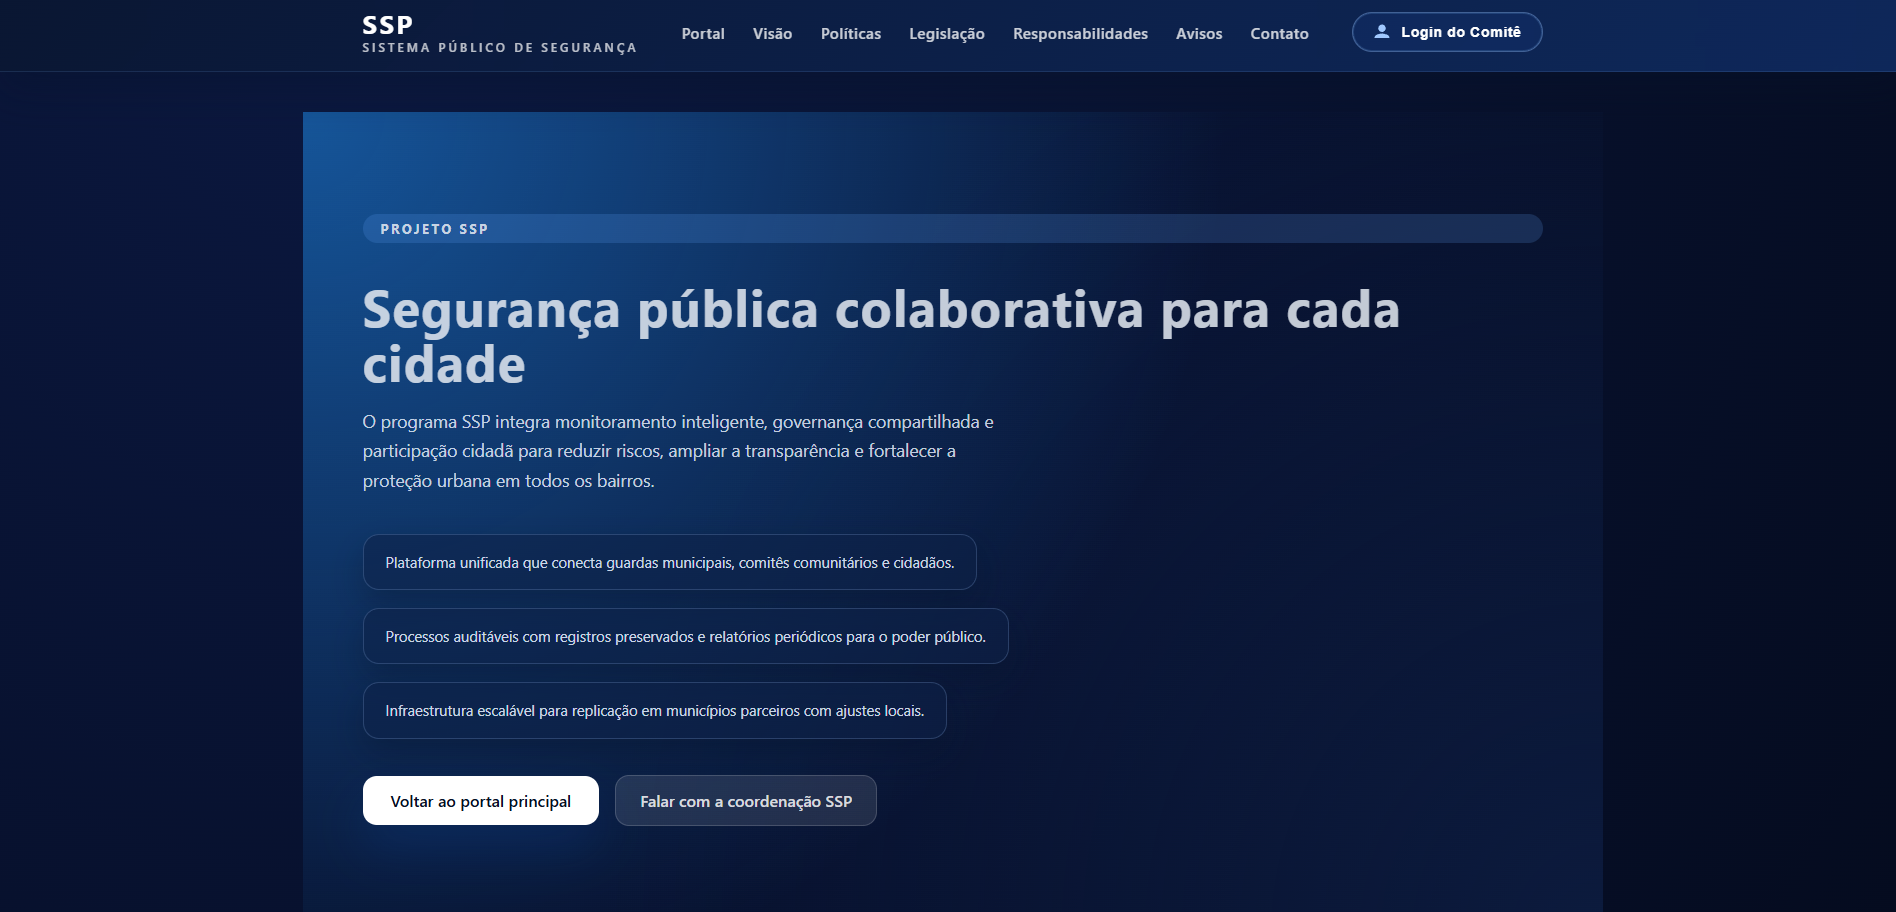 SSP
SISTEMA PÚBLICO DE SEGURANÇA
Portal
Visão
Políticas
Legislação
Responsabilidades
Avisos
Contato
Login do Comitê
PROJETO SSP
Segurança pública colaborativa para cada
cidade
O programa SSP integra monitoramento inteligente, governança compartilhada e
participação cidadã para reduzir riscos, ampliar a transparência e fortalecer a
proteção urbana em todos os bairros.
Plataforma unificada que conecta guardas municipais, comitês comunitários e cidadãos.
Processos auditáveis com registros preservados e relatórios periódicos para o poder público.
Infraestrutura escalável para replicação em municípios parceiros com ajustes locais.
Voltar ao portal principal
Falar com a coordenação SSP